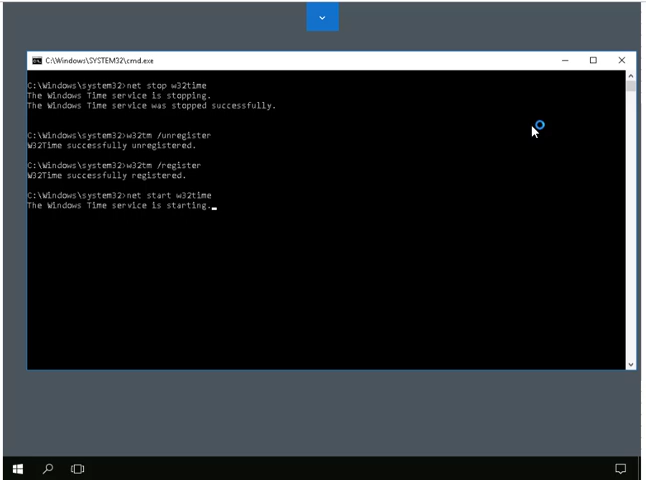 C:\Windows\SYSTEM32\cmd.exe
C:\Windows\system32>net stop w32time
The Windows Time service is stopping.
The Windows Time service was stopped successfully.
C:\Windows\system32>w32tm /unregister
W32Time successfully unregistered.
C:\Windows\system32>w32tm /register
W32Time successfully registered.
C:\Windows\system32>net start w32time
The Windows Time service is starting.